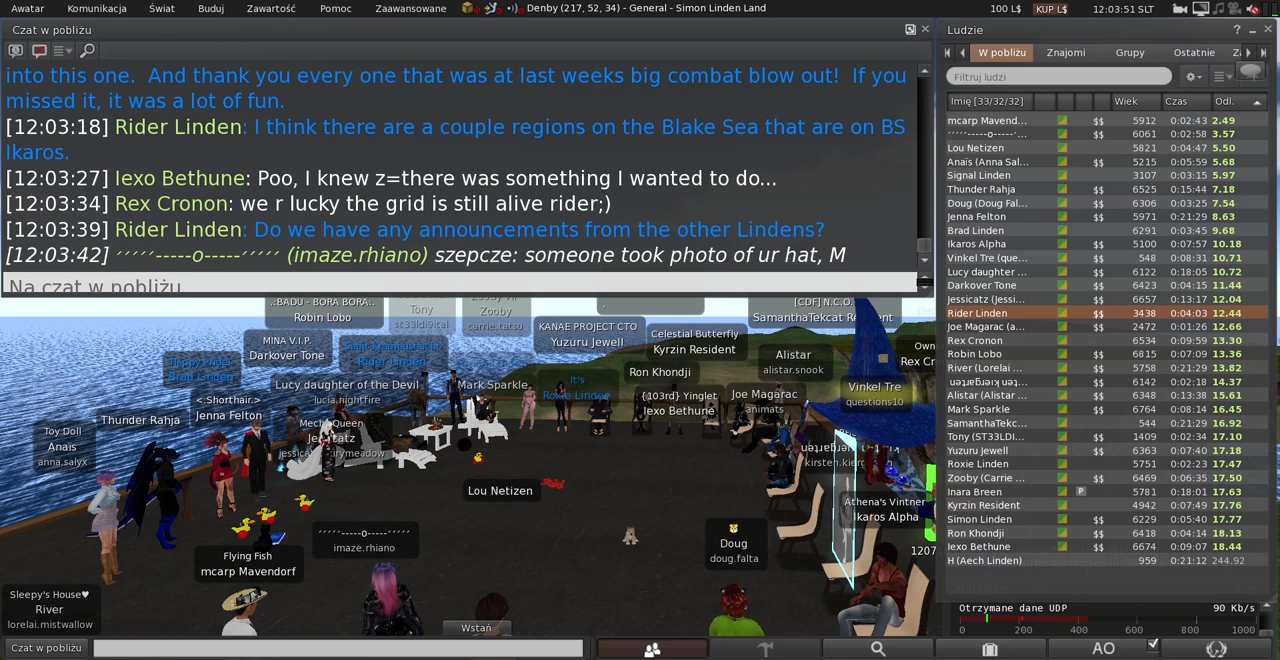 Awatar Komunikacja Świat Buduj Zawartość Pomoc Zaawansowane Denby (217, 52, 34) - General - Simon Linden Land 100 L$ KUP L$ 12:03:51 SLT
Czat w pobliżu
into this one. And thank you every one that was at last weeks big combat blow out! If you
missed it, it was a lot of fun.
[12:03:18] Rider Linden: I think there are a couple regions on the Blake Sea that are on BS
Ikaros.
[12:03:27] Iexo Bethune: Poo, I knew z=there was something I wanted to do...
[12:03:34] Rex Cronon: we r lucky the grid is still alive rider;)
[12:03:39] Rider Linden: Do we have any announcements from the other Lindens?
[12:03:42] ՛՛՛՛՛-----o-----՛՛՛՛՛ (imaze.rhiano) szepcze: someone took photo of ur hat, M
Na czat w pobliżu
.:BADU - BORA BORA:.
Robin Lobo
Tony
st33ldi9ital
Zooby
carrie.tatsu
[CDF] N.C.O.
MINA V.I.P.
Darkover Tone
Rider Linden
KANAE PROJECT CTO
Yuzuru Jewell
Celestial Butterfly
Kyrzin Resident
Alistar
alistar.snook
Rex Cr
Brad Linden
Lucy daughter of the Devil
lucia.nightfire
Mark Sparkle
It's
Roxie Linden
Ron Khondji
{103rd} Yinglet
Iexo Bethune
Joe Magarac
animats
Vinkel Tre
questions10
<.:Shorthair.>
Jenna Felton
Thunder Rahja
Toy Doll
Anaïs
anna.salyx
Lou Netizen
Athena's Vintner
Ikaros Alpha
՛՛՛՛՛-----o-----՛՛՛՛՛
imaze.rhiano
Doug
doug.falta
1207
Flying Fish
mcarp Mavendorf
Sleepy's House♥
River
lorelai.mistwallow
Wstań
Czat w pobliżu
Ludzie
W pobliżu Znajomi Grupy Ostatnie
Filtruj ludzi
Imię [33/32/32] Wiek Czas Odl.
mcarp Mavend... $$ 5912 0:02:43 2.49
՛՛՛՛՛-----o-----՛... $$ 6061 0:02:58 3.57
Lou Netizen 5821 0:04:47 5.50
Anaïs (Anna Sal... $$ 5215 0:05:59 5.68
Signal Linden 3107 0:03:15 5.97
Thunder Rahja $$ 6525 0:15:44 7.18
Doug (Doug Fal... $$ 6306 0:03:25 7.54
Jenna Felton $$ 5971 0:21:29 8.63
Brad Linden 6291 0:03:45 9.68
Ikaros Alpha $$ 5100 0:07:57 10.18
Vinkel Tre (que... $$ 548 0:08:31 10.71
Lucy daughter ... $$ 6122 0:18:05 10.72
Darkover Tone $$ 6423 0:04:15 11.44
Jessicatz (Jessi... $$ 6657 0:13:17 12.04
Rider Linden $$ 3438 0:04:03 12.44
Joe Magarac (a... $$ 2472 0:01:26 12.66
Rex Cronon $$ 6534 0:09:59 13.30
Robin Lobo $$ 6815 0:07:09 13.36
River (Lorelai ... $$ 5758 0:21:29 13.82
$$ 6142 0:02:18 14.37
Alistar (Alistar ... $$ 6348 0:13:38 15.61
Mark Sparkle $$ 6764 0:08:14 16.45
SamanthaTekc... 544 0:21:29 16.92
Tony (ST33LDI... $$ 1409 0:02:34 17.10
Yuzuru Jewell $$ 6363 0:07:40 17.18
Roxie Linden 5751 0:02:23 17.47
Zooby (Carrie ... $$ 6469 0:06:35 17.50
Inara Breen P 5781 0:18:01 17.63
Kyrzin Resident 4942 0:07:49 17.76
Simon Linden $$ 6229 0:05:40 17.77
Ron Khondji $$ 6418 0:04:14 18.13
Iexo Bethune $$ 6674 0:09:07 18.44
H (Aech Linden) 959 0:21:12 244.92
Otrzymane dane UDP 90 Kb/s
0 200 400 600 800 1000
AO